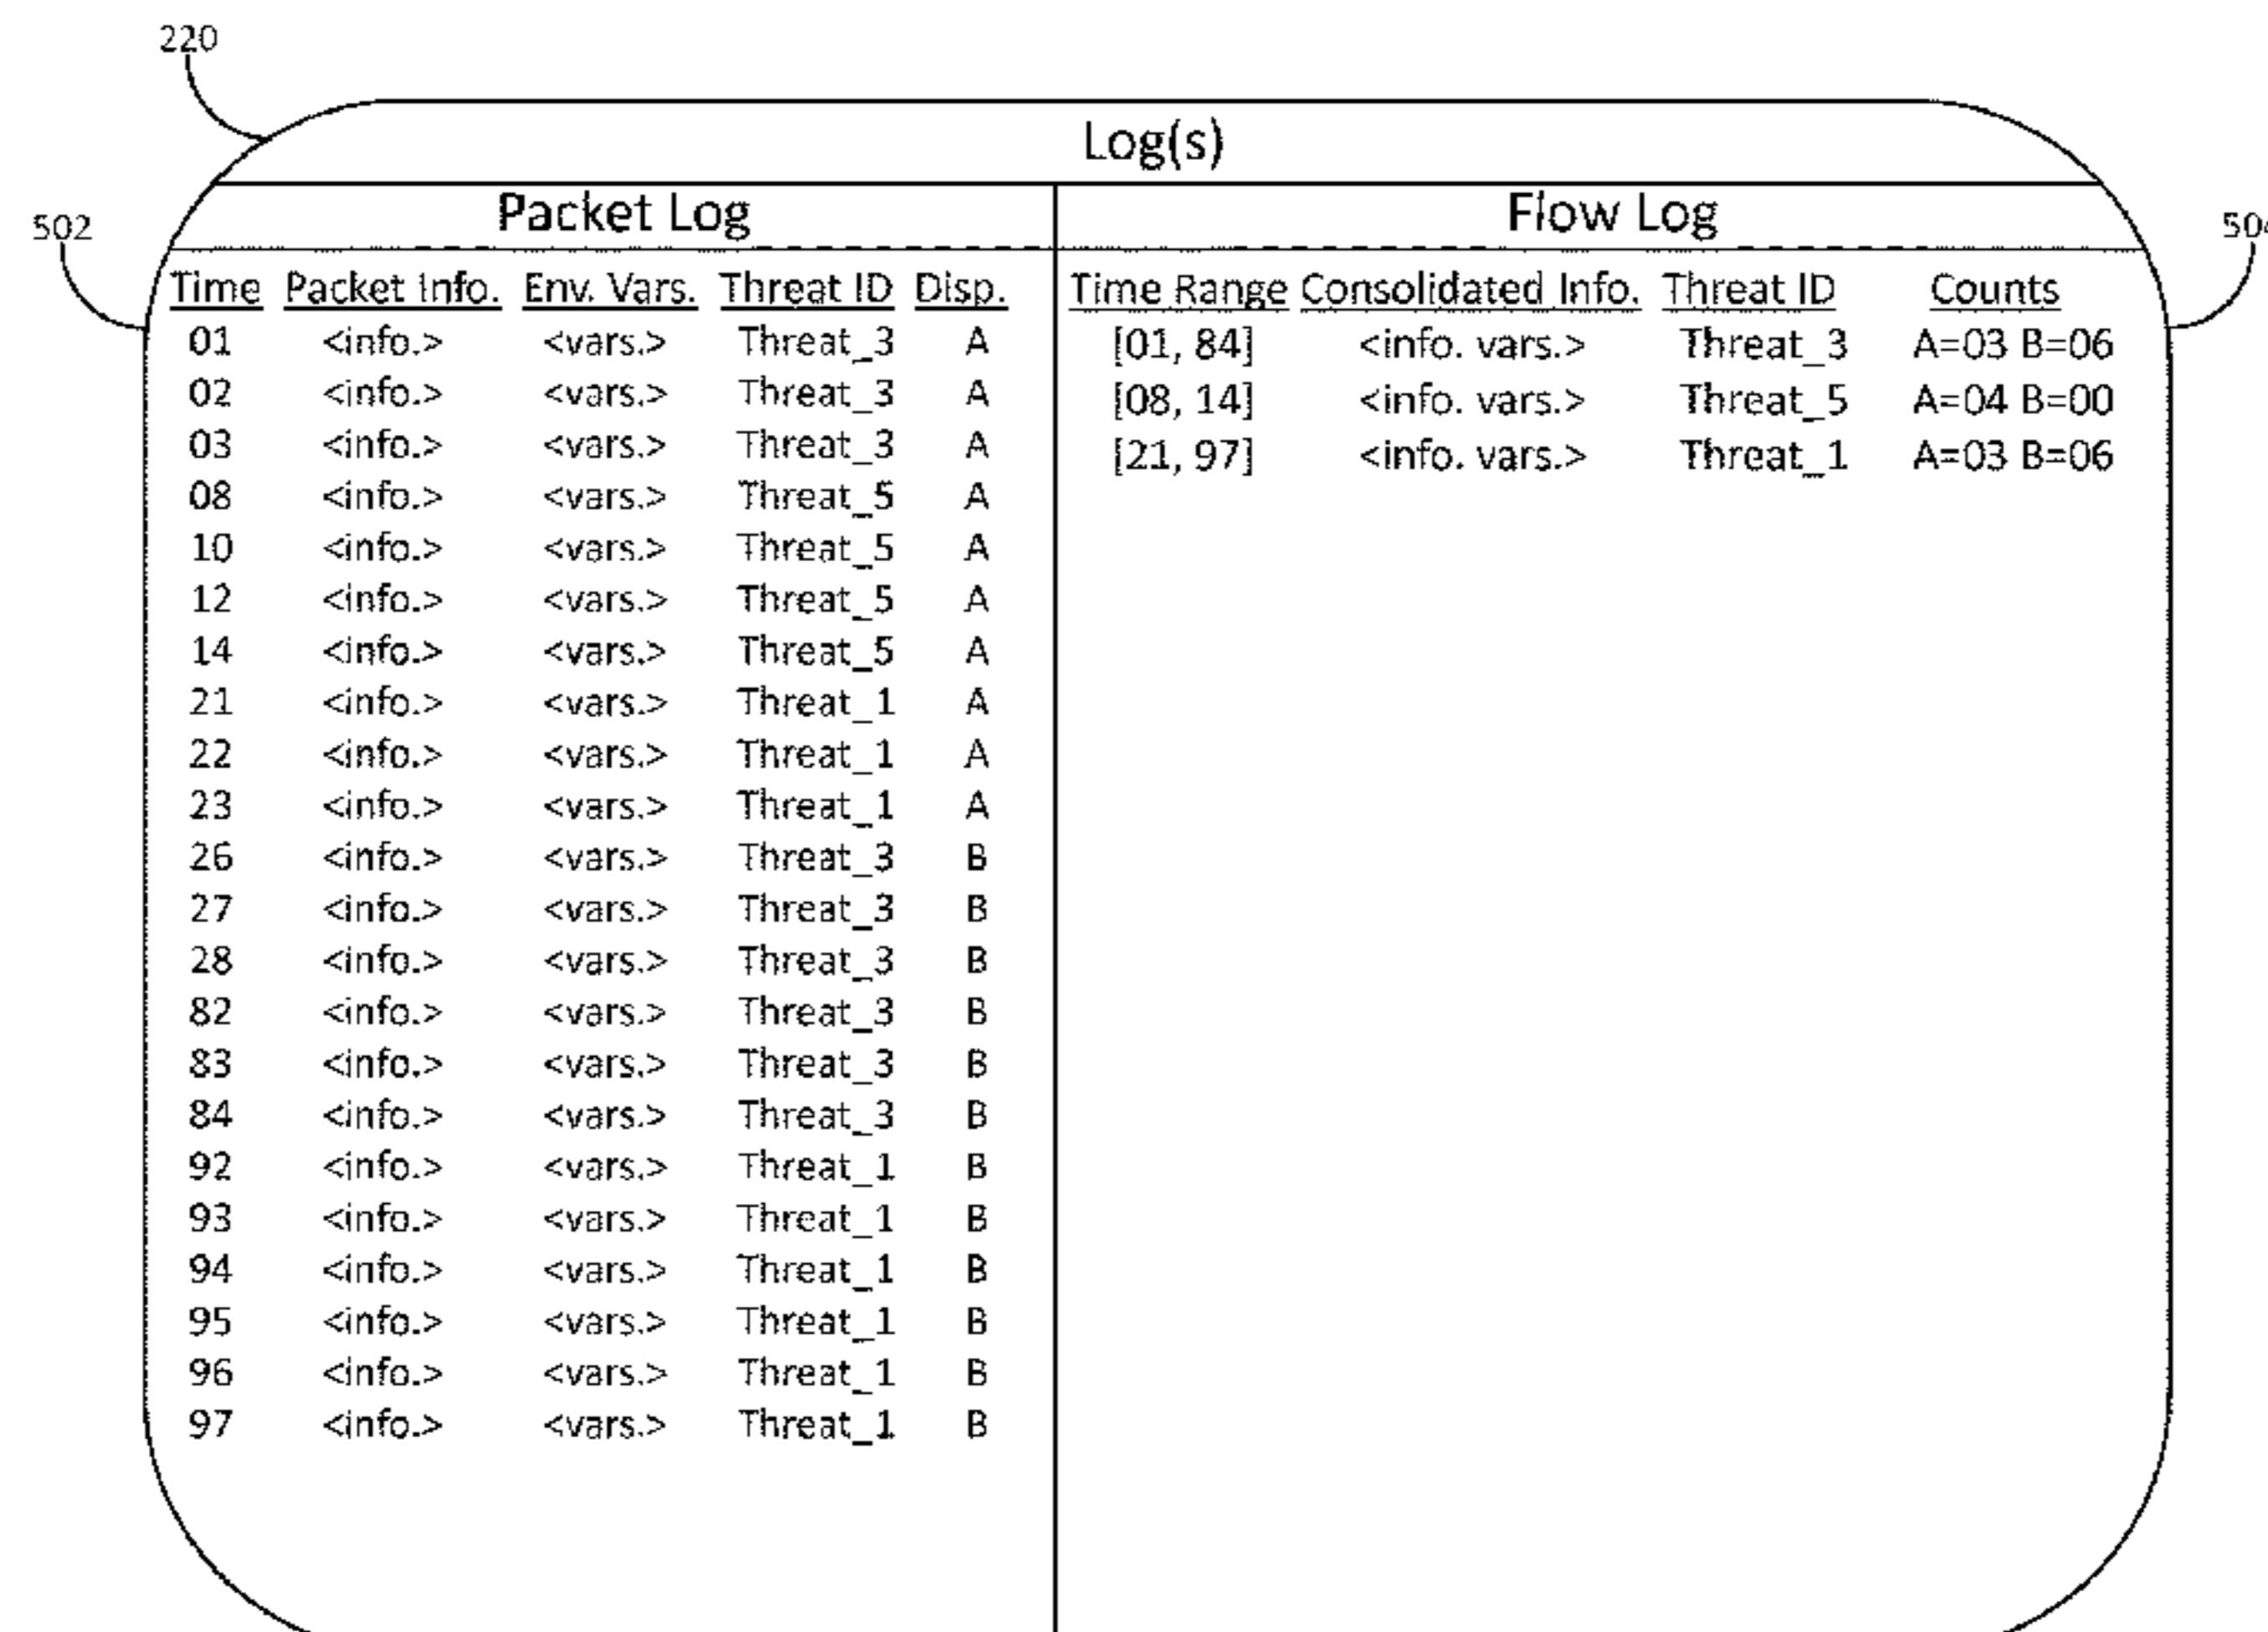 220
Log(s)
Packet Log
Flow Log
502
504
Time Packet Info. Env. Vars. Threat ID Disp.
01 <info.> <vars.> Threat_3 A
02 <info.> <vars.> Threat_3 A
03 <info.> <vars.> Threat_3 A
08 <info.> <vars.> Threat_5 A
10 <info.> <vars.> Threat_5 A
12 <info.> <vars.> Threat_5 A
14 <info.> <vars.> Threat_5 A
21 <info.> <vars.> Threat_1 A
22 <info.> <vars.> Threat_1 A
23 <info.> <vars.> Threat_1 A
26 <info.> <vars.> Threat_3 B
27 <info.> <vars.> Threat_3 B
28 <info.> <vars.> Threat_3 B
82 <info.> <vars.> Threat_3 B
83 <info.> <vars.> Threat_3 B
84 <info.> <vars.> Threat_3 B
92 <info.> <vars.> Threat_1 B
93 <info.> <vars.> Threat_1 B
94 <info.> <vars.> Threat_1 B
95 <info.> <vars.> Threat_1 B
96 <info.> <vars.> Threat_1 B
97 <info.> <vars.> Threat_1 B
Time Range Consolidated Info. Threat ID Counts
[01, 84] <info. vars.> Threat_3 A=03 B=06
[08, 14] <info. vars.> Threat_5 A=04 B=00
[21, 97] <info. vars.> Threat_1 A=03 B=06